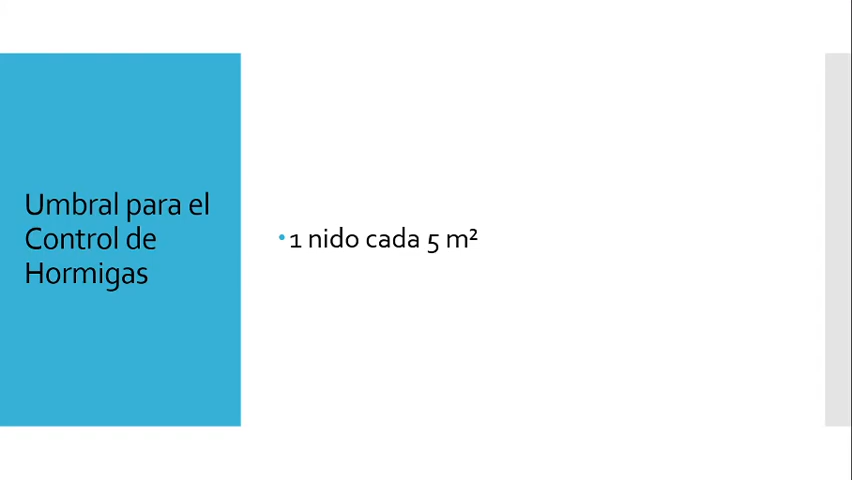 Umbral para el
Control de
Hormigas
• 1 nido cada 5 m²